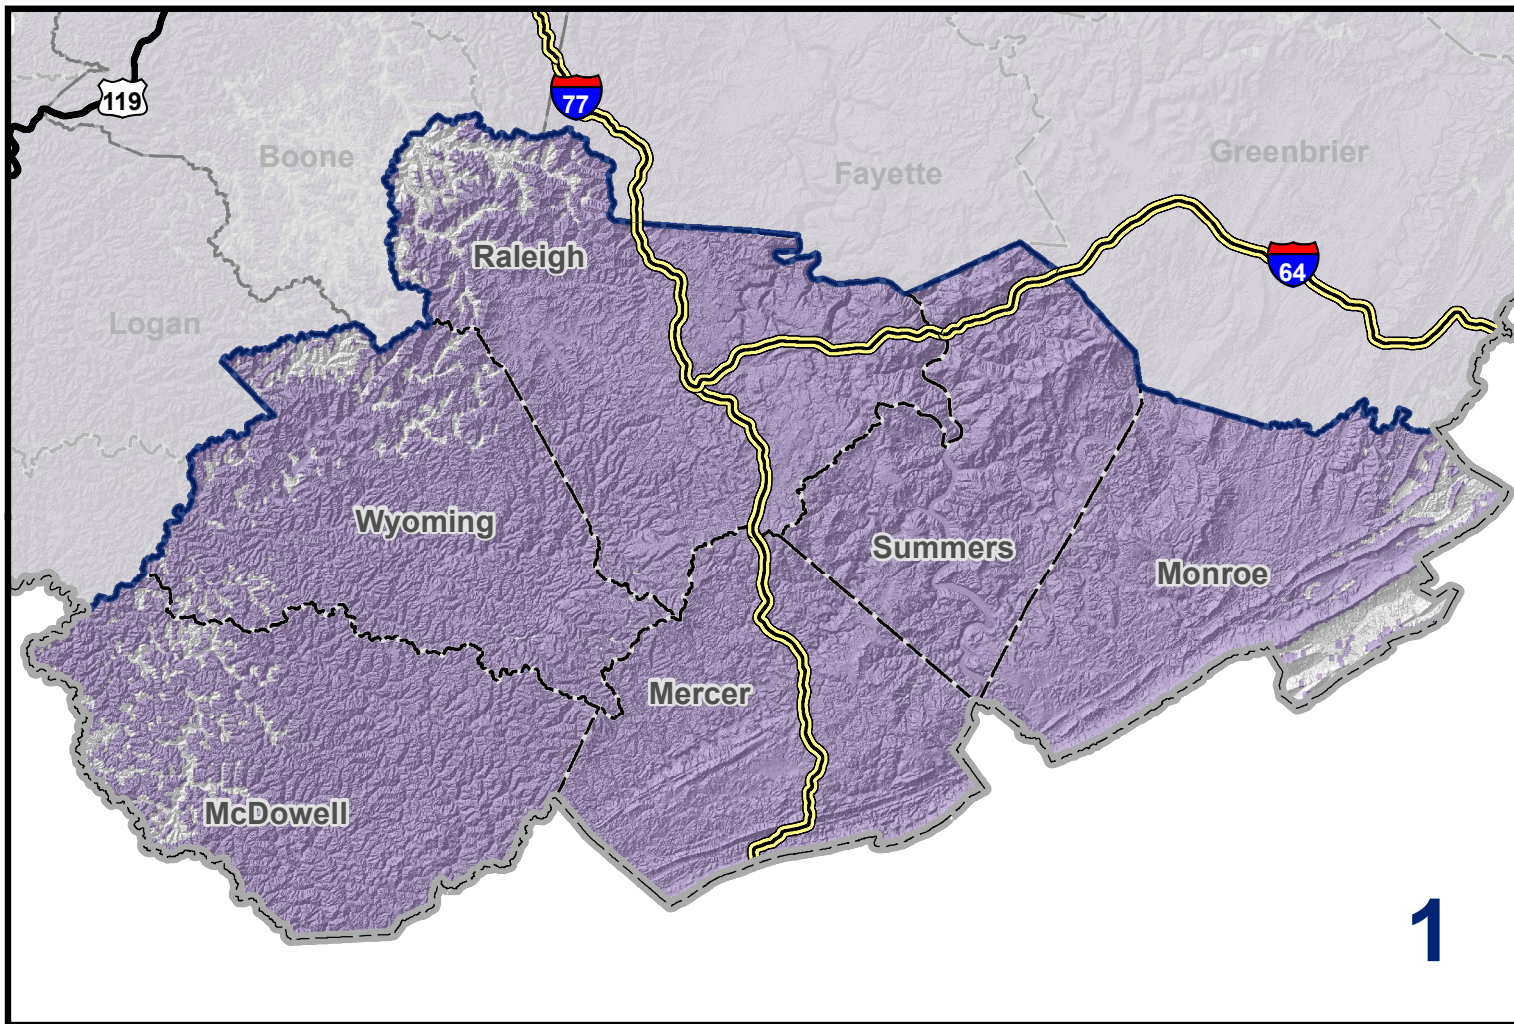 119
77
Boone
Fayette
Greenbrier
Raleigh
64
Logan
Wyoming
Summers
Monroe
Mercer
McDowell
1